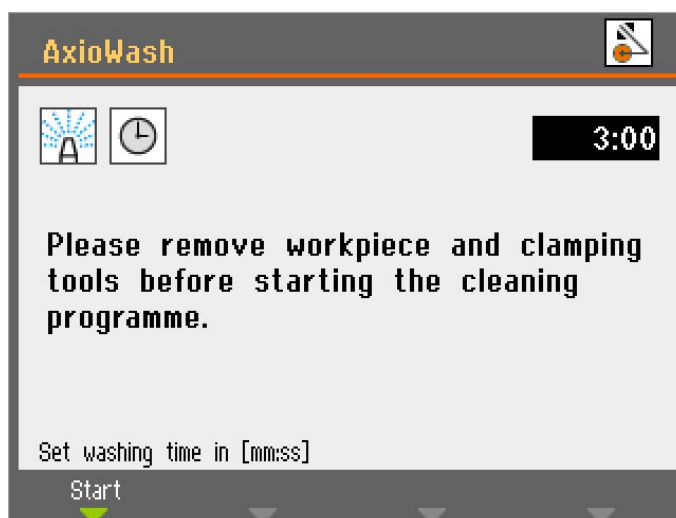 AxioWash
3:00
Please remove workpiece and clamping
tools before starting the cleaning
programme.
Set washing time in [mm:ss]
Start